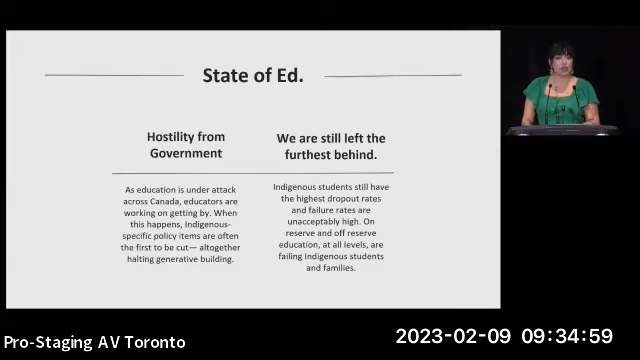 State of Ed.
Hostility from
Government
As education is under attack
across Canada, educators are
working on getting by. When
this happens, Indigenous-
specific policy items are often
the first to be cut— altogether
halting generative building.
We are still left the
furthest behind.
Indigenous students still have
the highest dropout rates
and failure rates are
unacceptably high. On
reserve and off reserve
education, at all levels, are
failing Indigenous students
and families.
Pro-Staging AV Toronto
2023-02-09 09:34:59